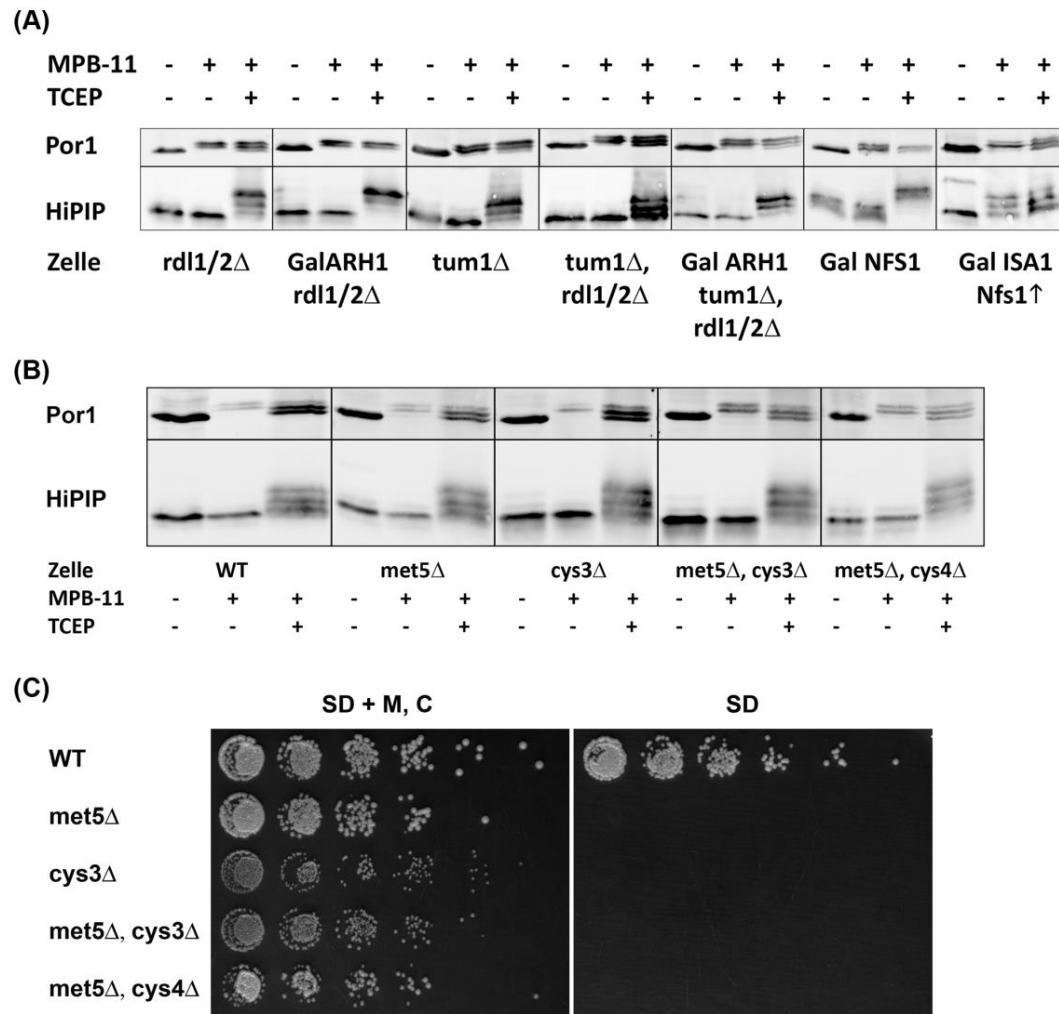 (A)
MPB-11 - + + - + + - + + - + + - + + - + + - + +
TCEP - - + - - + - - + - - + - - + - - + - - +
Por1
HiPIP
Zelle rdl1/2Δ GalARH1 tum1Δ tum1Δ, Gal ARH1 Gal NFS1 Gal ISA1
rdl1/2Δ rdl1/2Δ tum1Δ, Nfs1↑
rdl1/2Δ
(B)
Por1
HiPIP
Zelle WT met5Δ cys3Δ met5Δ, cys3Δ met5Δ, cys4Δ
MPB-11 - + + - + + - + + - + + - + +
TCEP - - + - - + - - + - - + - - +
(C)
SD + M, C SD
WT
met5Δ
cys3Δ
met5Δ, cys3Δ
met5Δ, cys4Δ